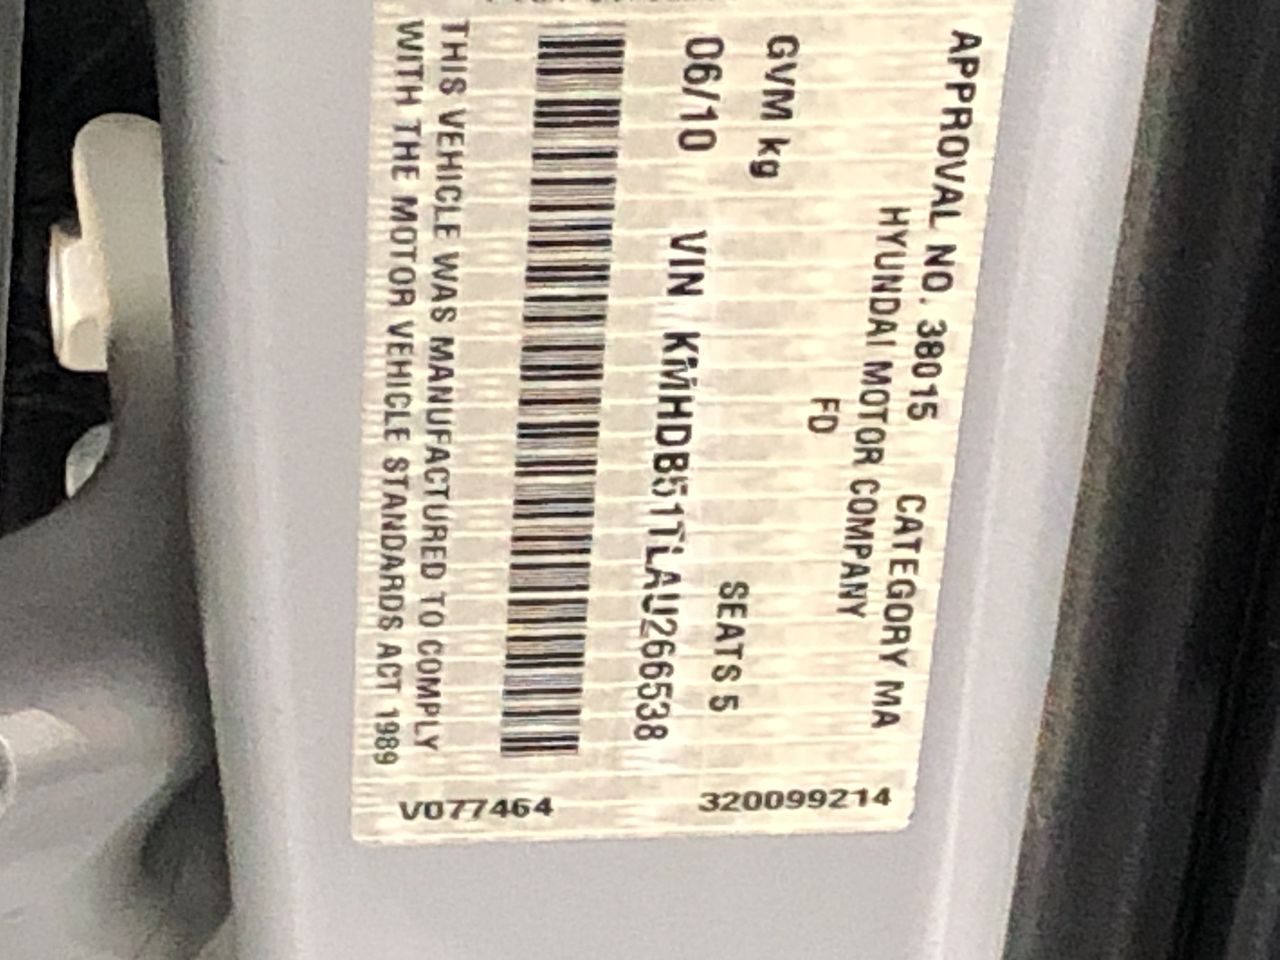 APPROVAL NO. 38015 CATEGORY MA
HYUNDAI MOTOR COMPANY
FD
GVM kg SEATS 5
06/10 VIN KMHDB51TLAU266538
THIS VEHICLE WAS MANUFACTURED TO COMPLY
WITH THE MOTOR VEHICLE STANDARDS ACT 1989
V077464 320099214